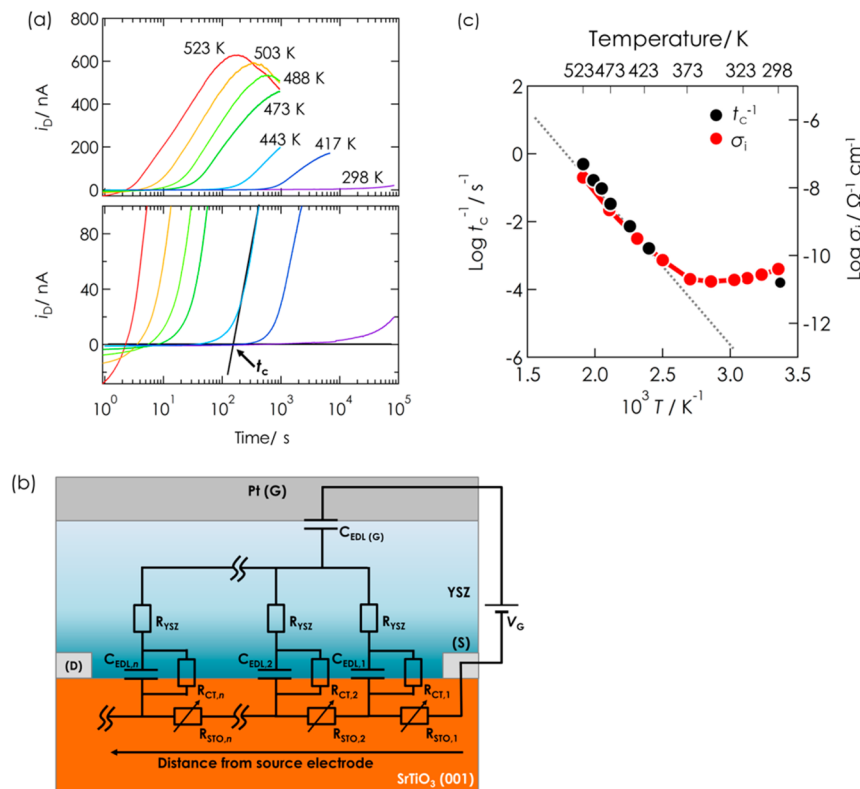 (a)
800
600
400
200
0
i_D/ nA
523 K
503 K
488 K
473 K
443 K
417 K
298 K
80
40
0
i_D/ nA
t_c
10^0 10^1 10^2 10^3 10^4 10^5
Time/ s
(c)
Temperature/ K
523 473 423 373 323 298
2
0
-2
-4
-6
Log t_c^-1 / s^-1
t_c^-1
σ_i
-6
-8
-10
-12
Log σ_i / Ω^-1 cm^-1
2.0 2.5 3.0 3.5
10^3 T / K^-1
1.5
(b)
Pt (G)
C_EDL (G)
YSZ
R_YSZ R_YSZ R_YSZ
V_G
(D) (S)
C_EDL,n C_EDL,2 C_EDL,1
R_CT,n R_CT,2 R_CT,1
R_STO,n R_STO,2 R_STO,1
Distance from source electrode
SrTiO_3 (001)